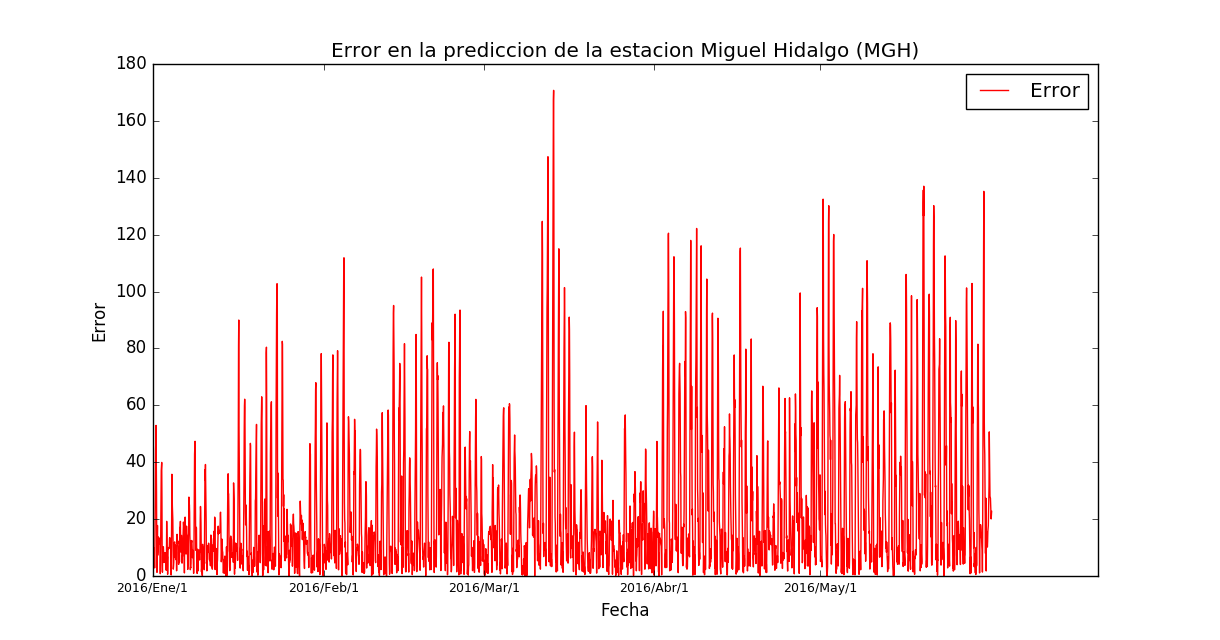 Error en la prediccion de la estacion Miguel Hidalgo (MGH)
180
160
140
120
100
80
60
40
20
0
Error
Error
2016/Ene/1 2016/Feb/1 2016/Mar/1 2016/Abr/1 2016/May/1
Fecha